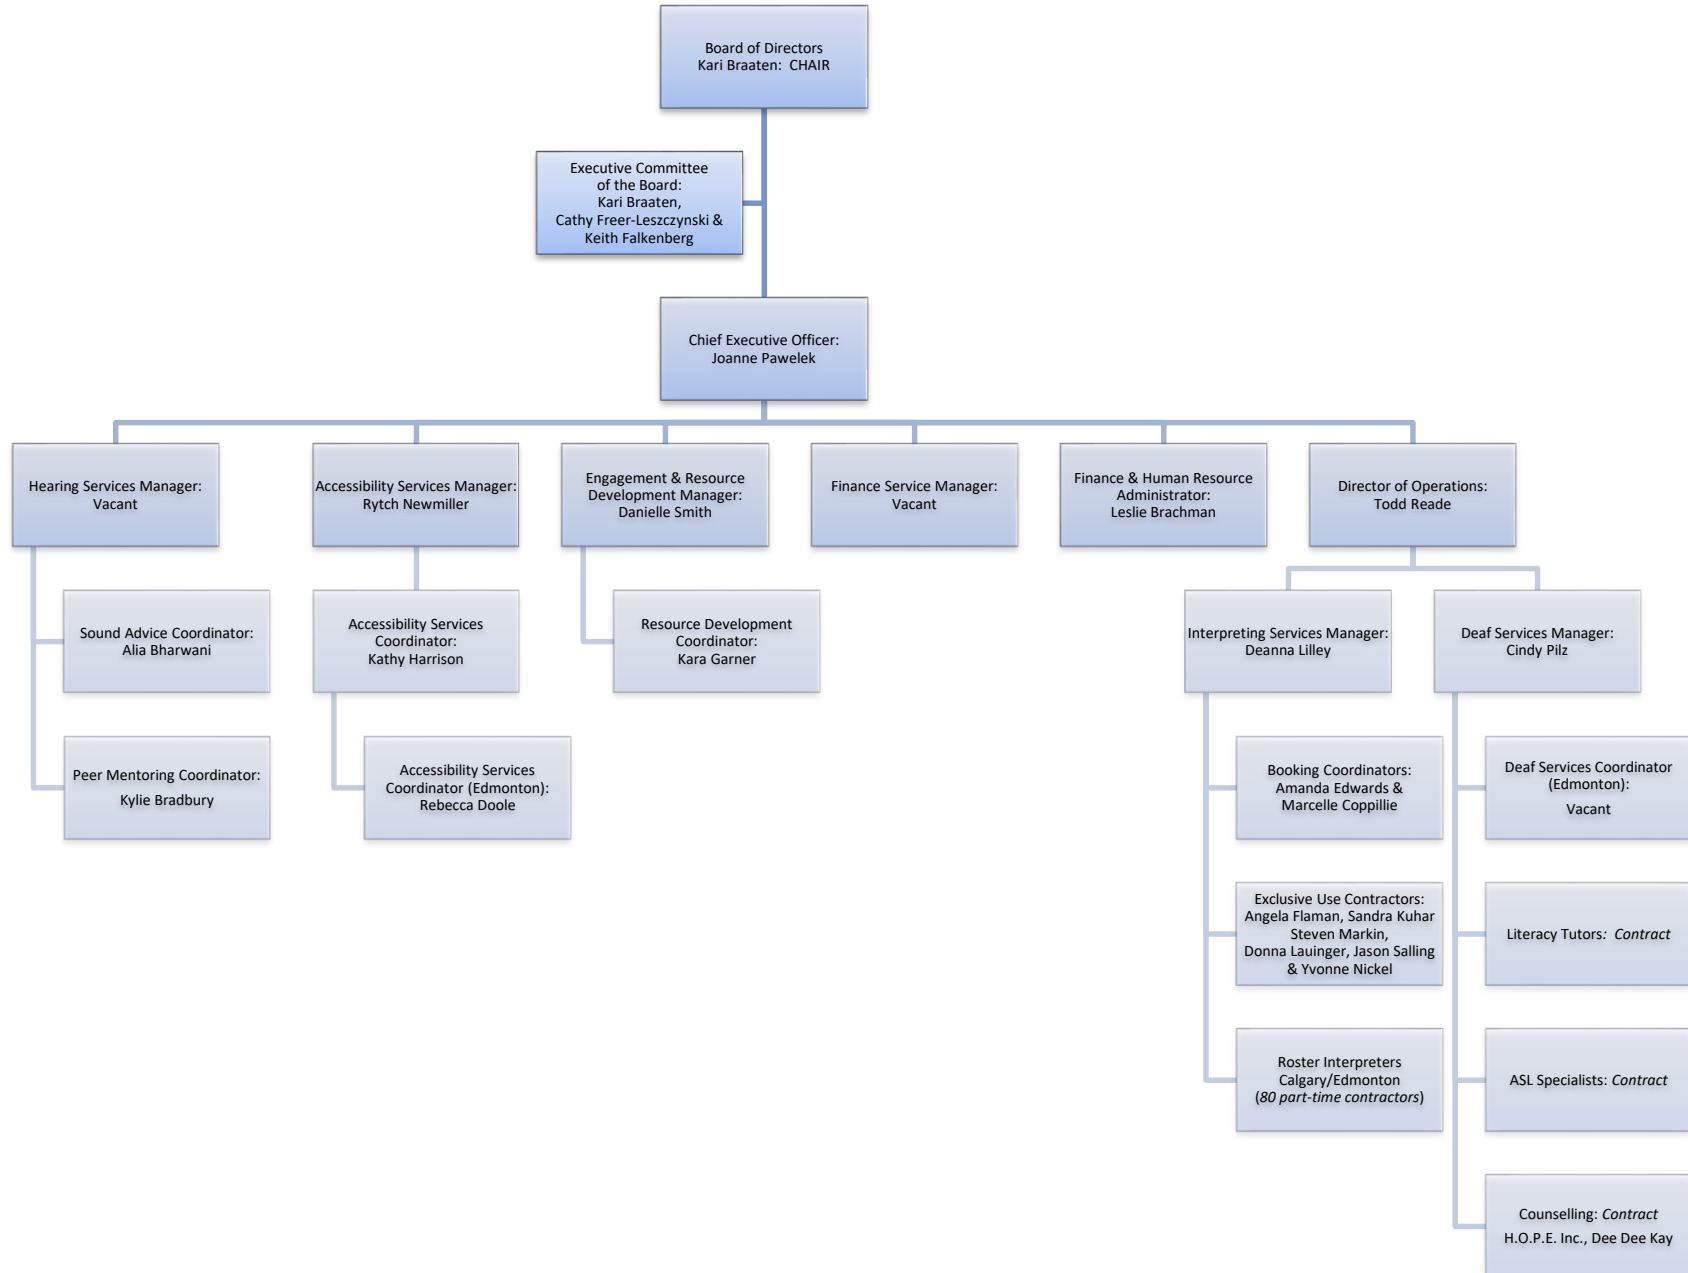 Board of Directors
Kari Braaten:  CHAIR
Executive Committee
of the Board:
Kari Braaten,
Cathy Freer-Leszczynski &
Keith Falkenberg
Chief Executive Officer:
Joanne Pawelek
Hearing Services Manager:
Vacant
Accessibility Services Manager:
Rytch Newmiller
Engagement & Resource
Development Manager:
Danielle Smith
Finance Service Manager:
Vacant
Finance & Human Resource
Administrator:
Leslie Brachman
Director of Operations:
Todd Reade
Sound Advice Coordinator:
Alia Bharwani
Accessibility Services
Coordinator:
Kathy Harrison
Resource Development
Coordinator:
Kara Garner
Interpreting Services Manager:
Deanna Lilley
Deaf Services Manager:
Cindy Pilz
Peer Mentoring Coordinator:
Kylie Bradbury
Accessibility Services
Coordinator (Edmonton):
Rebecca Doole
Booking Coordinators:
Amanda Edwards &
Marcelle Coppillie
Deaf Services Coordinator
(Edmonton):
Vacant
Exclusive Use Contractors:
Angela Flaman, Sandra Kuhar
Steven Markin,
Donna Lauinger, Jason Salling
& Yvonne Nickel
Literacy Tutors:  Contract
Roster Interpreters
Calgary/Edmonton
(80 part-time contractors)
ASL Specialists: Contract
Counselling: Contract
H.O.P.E. Inc., Dee Dee Kay